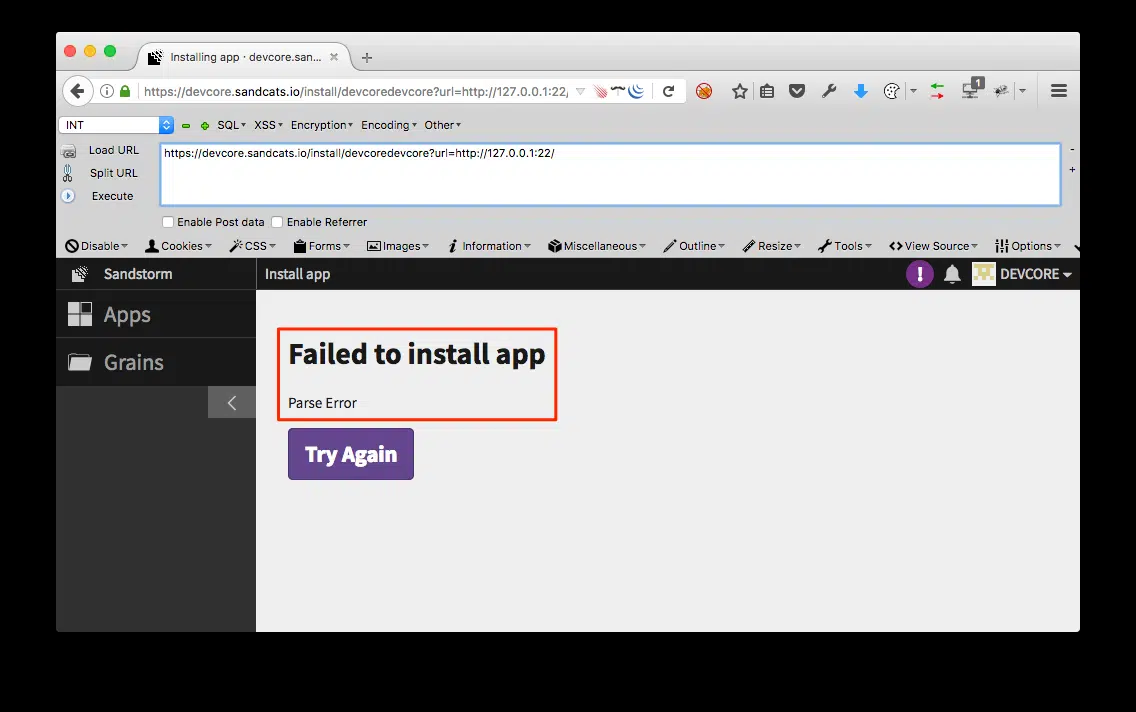 Installing app · devcore.san...
https://devcore.sandcats.io/install/devcoredevcore?url=http://127.0.0.1:22/
1
INT SQL XSS Encryption Encoding Other
Load URL
https://devcore.sandcats.io/install/devcoredevcore?url=http://127.0.0.1:22/
Split URL
Execute
Enable Post data Enable Referrer
Disable Cookies CSS Forms Images Information Miscellaneous Outline Resize Tools View Source Options
Sandstorm Install app DEVCORE
Apps
Grains
Failed to install app
Parse Error
Try Again